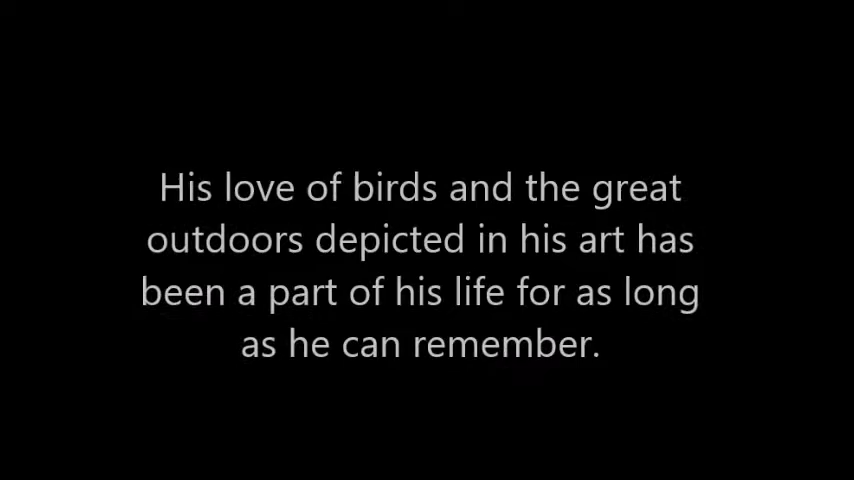 His love of birds and the great
outdoors depicted in his art has
been a part of his life for as long
as he can remember.